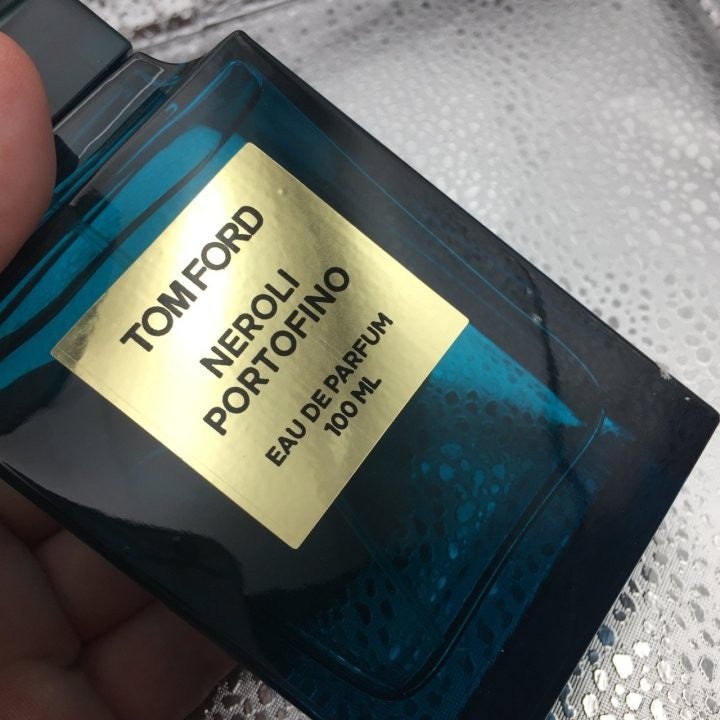 TOM FORD
NEROLI
PORTOFINO
EAU DE PARFUM
100 ML